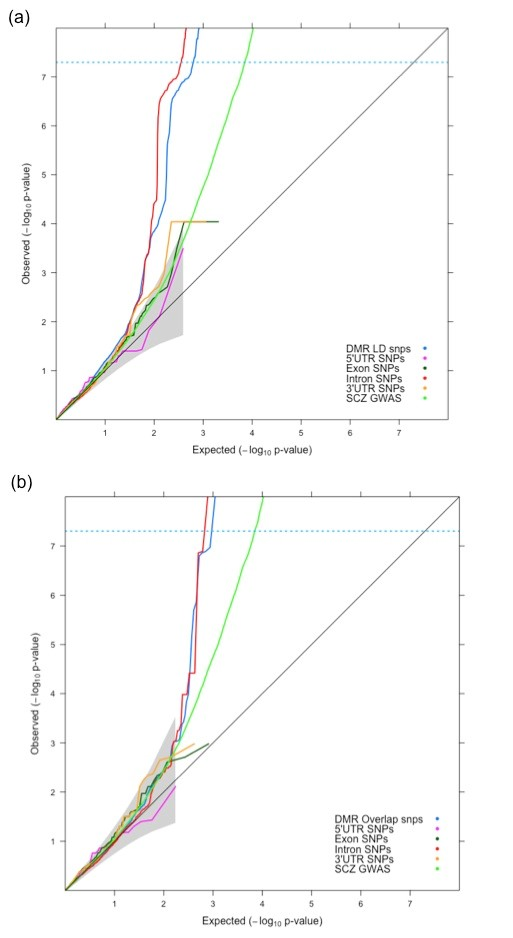 (a)
Observed (−log10 p-value)
7
6
5
4
3
2
1
DMR LD snps
5'UTR SNPs
Exon SNPs
Intron SNPs
3'UTR SNPs
SCZ GWAS
1 2 3 4 5 6 7
Expected (−log10 p-value)
(b)
Observed (−log10 p-value)
7
6
5
4
3
2
1
DMR Overlap snps
5'UTR SNPs
Exon SNPs
Intron SNPs
3'UTR SNPs
SCZ GWAS
1 2 3 4 5 6 7
Expected (−log10 p-value)